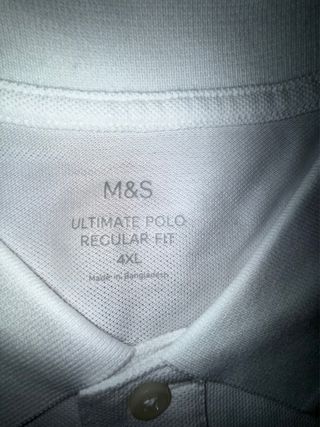 M&S
ULTIMATE POLO
REGULAR FIT
4XL
Made in Bangladesh